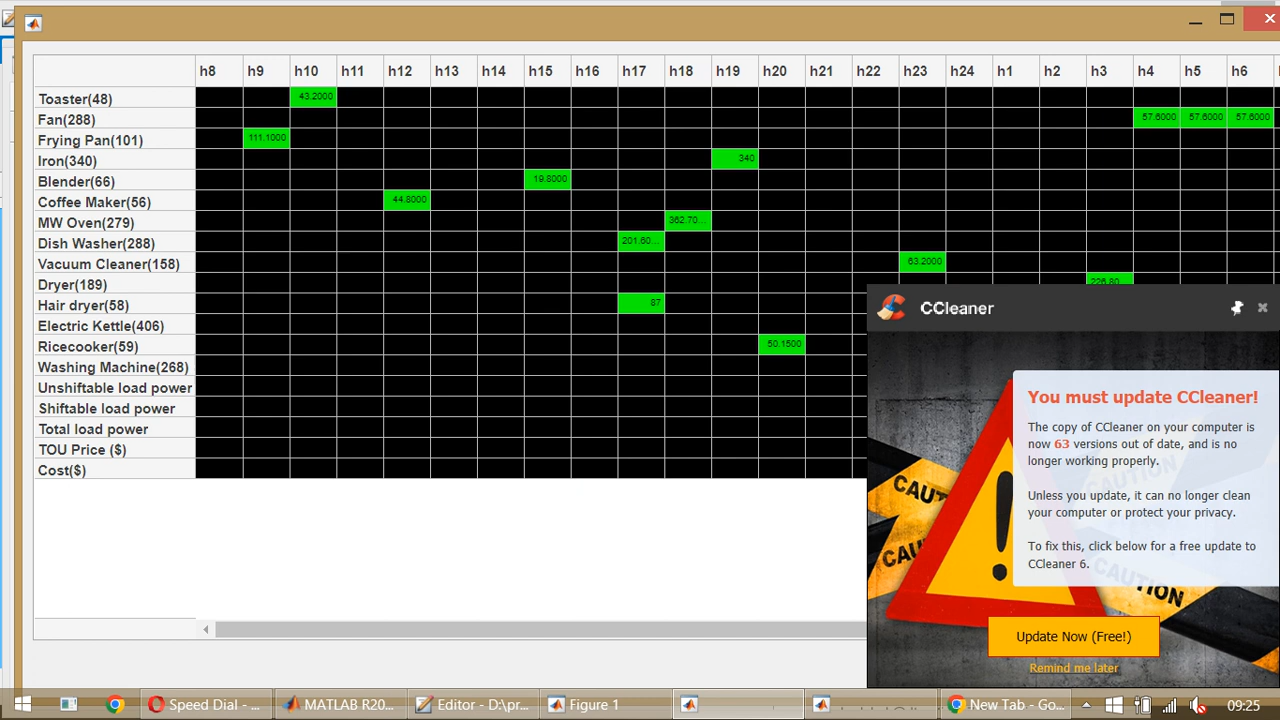 h8 h9 h10 h11 h12 h13 h14 h15 h16 h17 h18 h19 h20 h21 h22 h23 h24 h1 h2 h3 h4 h5 h6
Toaster(48) 43.2000
Fan(288) 57.6000 57.6000 57.6000
Frying Pan(101) 111.1000
Iron(340) 340
Blender(66) 19.8000
Coffee Maker(56) 44.8000
MW Oven(279) 362.70...
Dish Washer(288) 201.60...
Vacuum Cleaner(158) 63.2000
Dryer(189)
Hair dryer(58) 87
Electric Kettle(406)
Ricecooker(59) 50.1500
Washing Machine(268)
Unshiftable load power
Shiftable load power
Total load power
TOU Price ($)
Cost($)
CCleaner
You must update CCleaner!
The copy of CCleaner on your computer is
now 63 versions out of date, and is no
longer working properly.
Unless you update, it can no longer clean
your computer or protect your privacy.
To fix this, click below for a free update to
CCleaner 6.
CAUTION
Update Now (Free!)
Remind me later
Speed Dial - ... MATLAB R20... Editor - D:\pr... Figure 1 New Tab - Go... 09:25